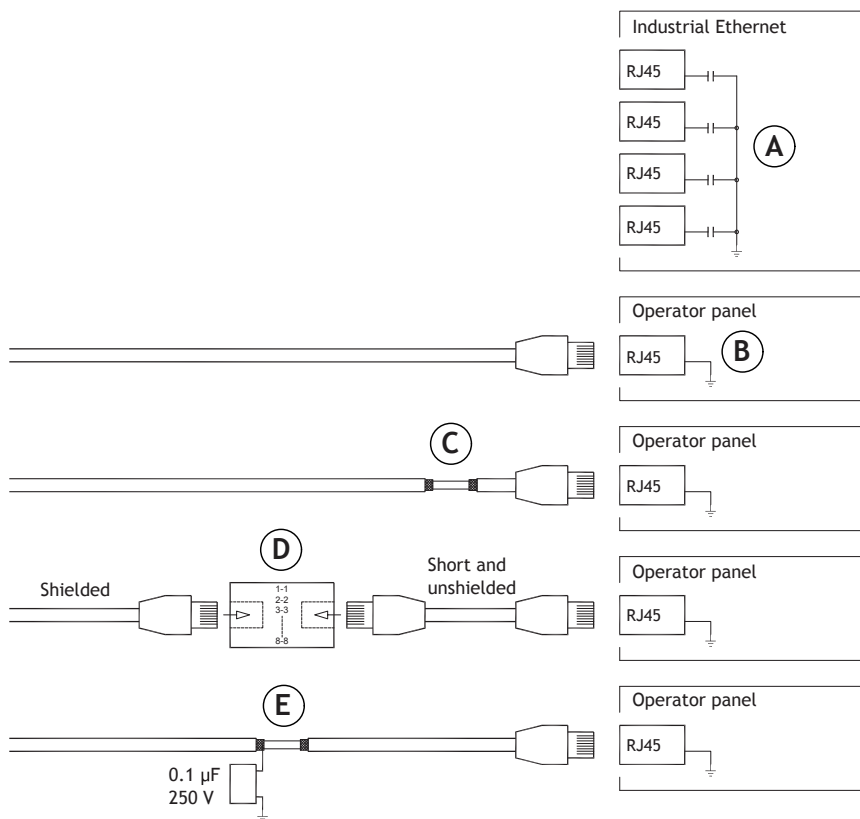 Industrial Ethernet
RJ45
RJ45
A
RJ45
RJ45
Operator panel
RJ45
B
C
Operator panel
RJ45
D
Shielded
1-1
2-2
3-3
8-8
Short and
unshielded
Operator panel
RJ45
E
0.1 µF
250 V
Operator panel
RJ45